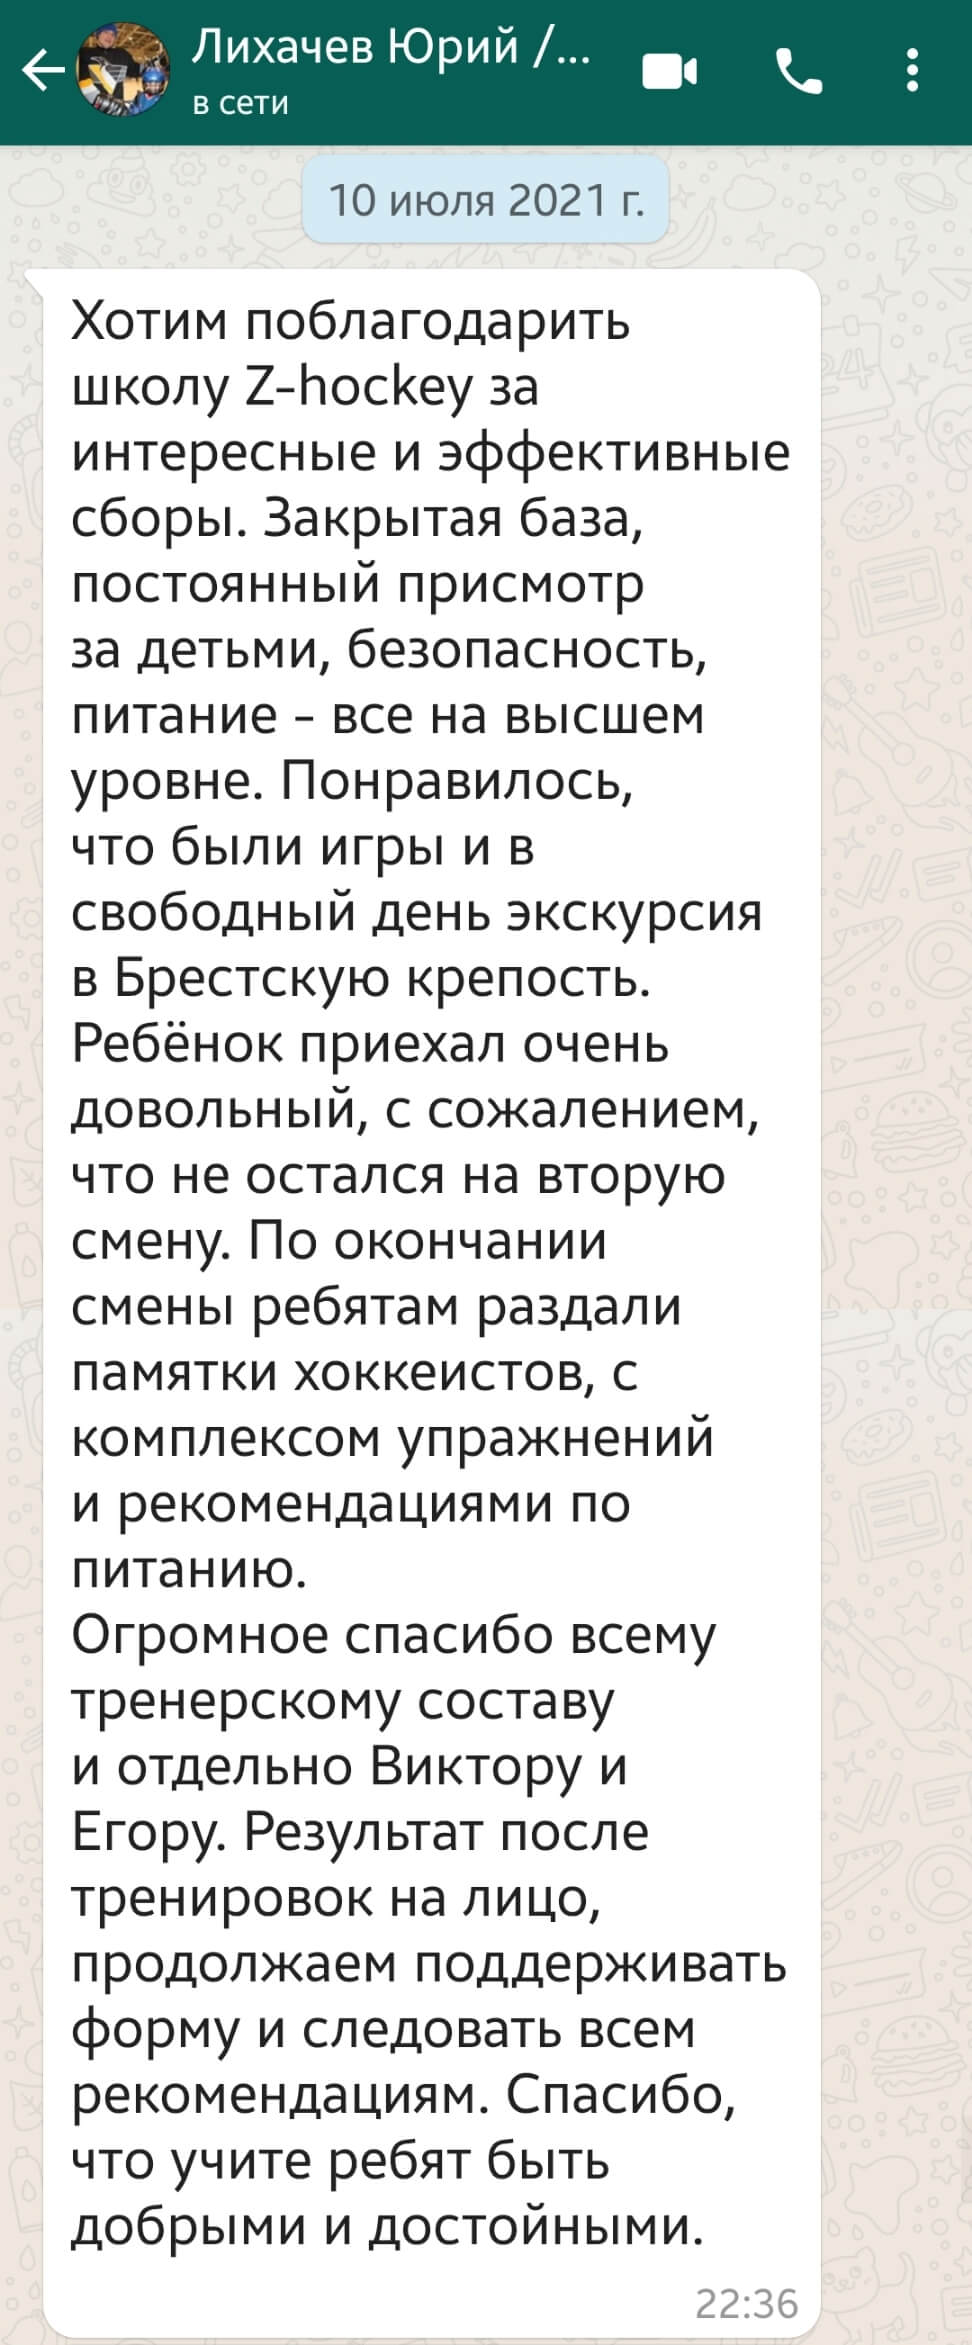 Лихачев Юрий /...
в сети
10 июля 2021 г.
Хотим поблагодарить
школу Z-hockey за
интересные и эффективные
сборы. Закрытая база,
постоянный присмотр
за детьми, безопасность,
питание - все на высшем
уровне. Понравилось,
что были игры и в
свободный день экскурсия
в Брестскую крепость.
Ребёнок приехал очень
довольный, с сожалением,
что не остался на вторую
смену. По окончании
смены ребятам раздали
памятки хоккеистов, с
комплексом упражнений
и рекомендациями по
питанию.
Огромное спасибо всему
тренерскому составу
и отдельно Виктору и
Егору. Результат после
тренировок на лицо,
продолжаем поддерживать
форму и следовать всем
рекомендациям. Спасибо,
что учите ребят быть
добрыми и достойными.
22:36